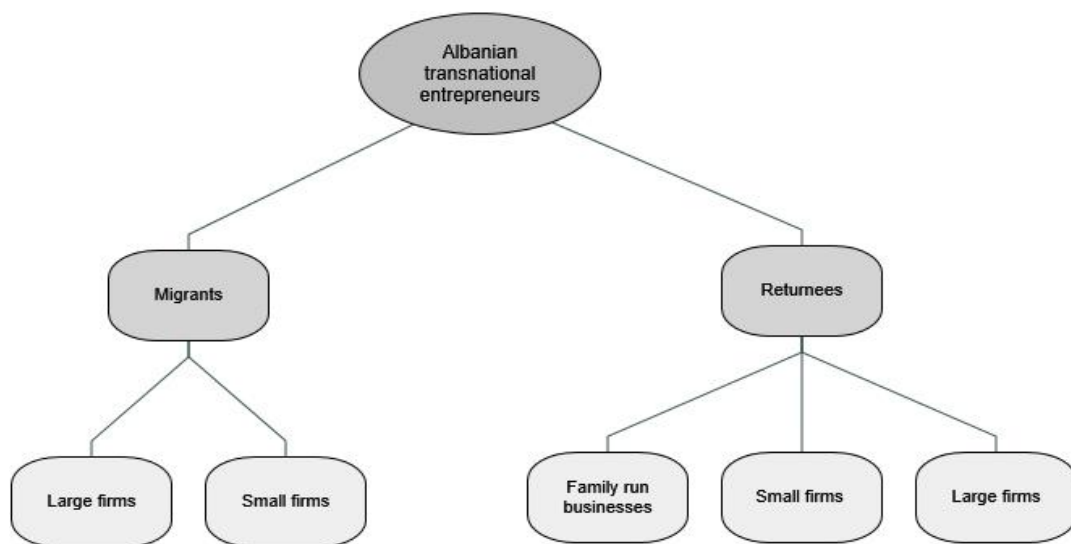 Albanian
transnational
entrepreneurs
Migrants
Returnees
Large firms
Small firms
Family run
businesses
Small firms
Large firms